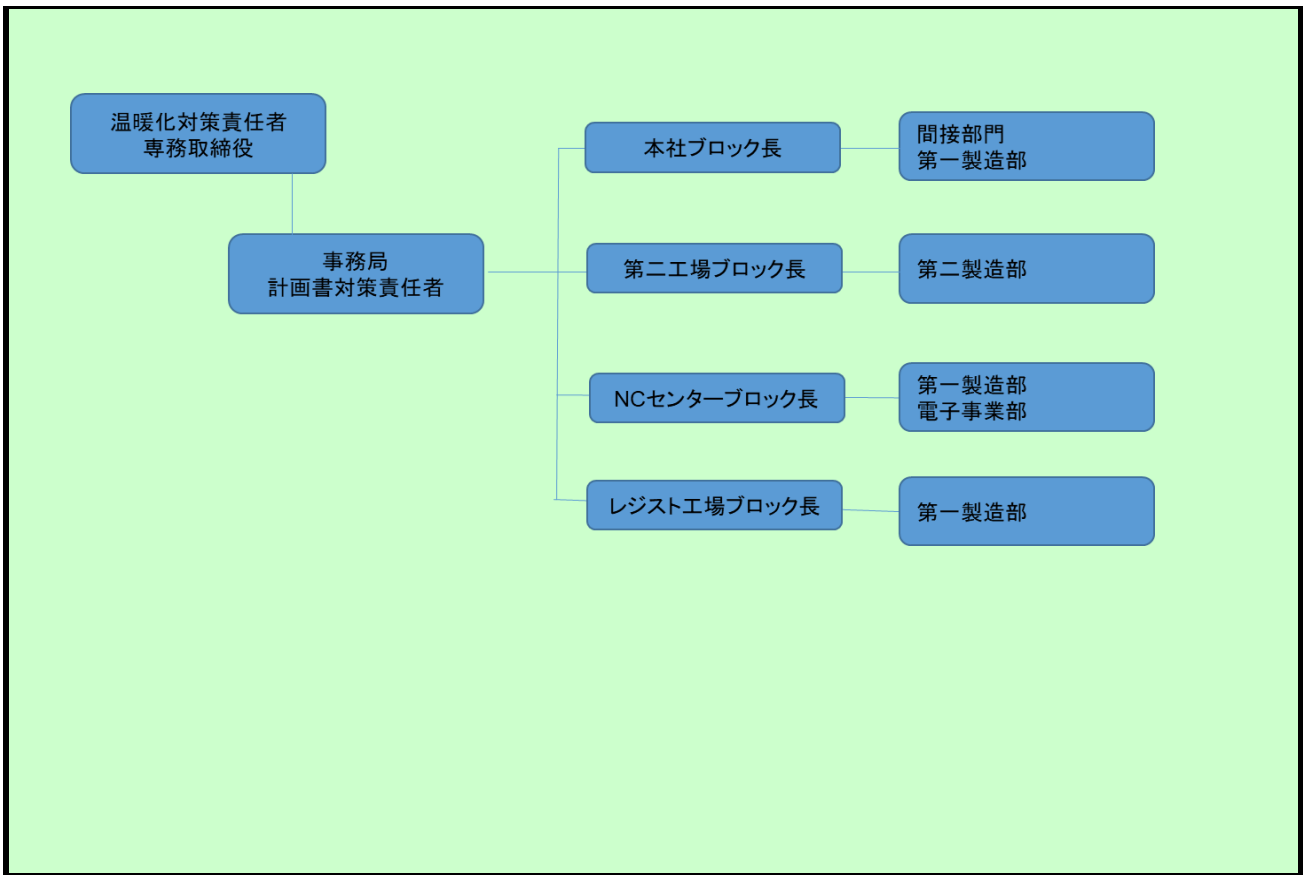 温暖化対策責任者
専務取締役
事務局
計画書対策責任者
本社ブロック長
間接部門
第一製造部
第二工場ブロック長
第二製造部
NCセンターブロック長
第一製造部
電子事業部
レジスト工場ブロック長
第一製造部